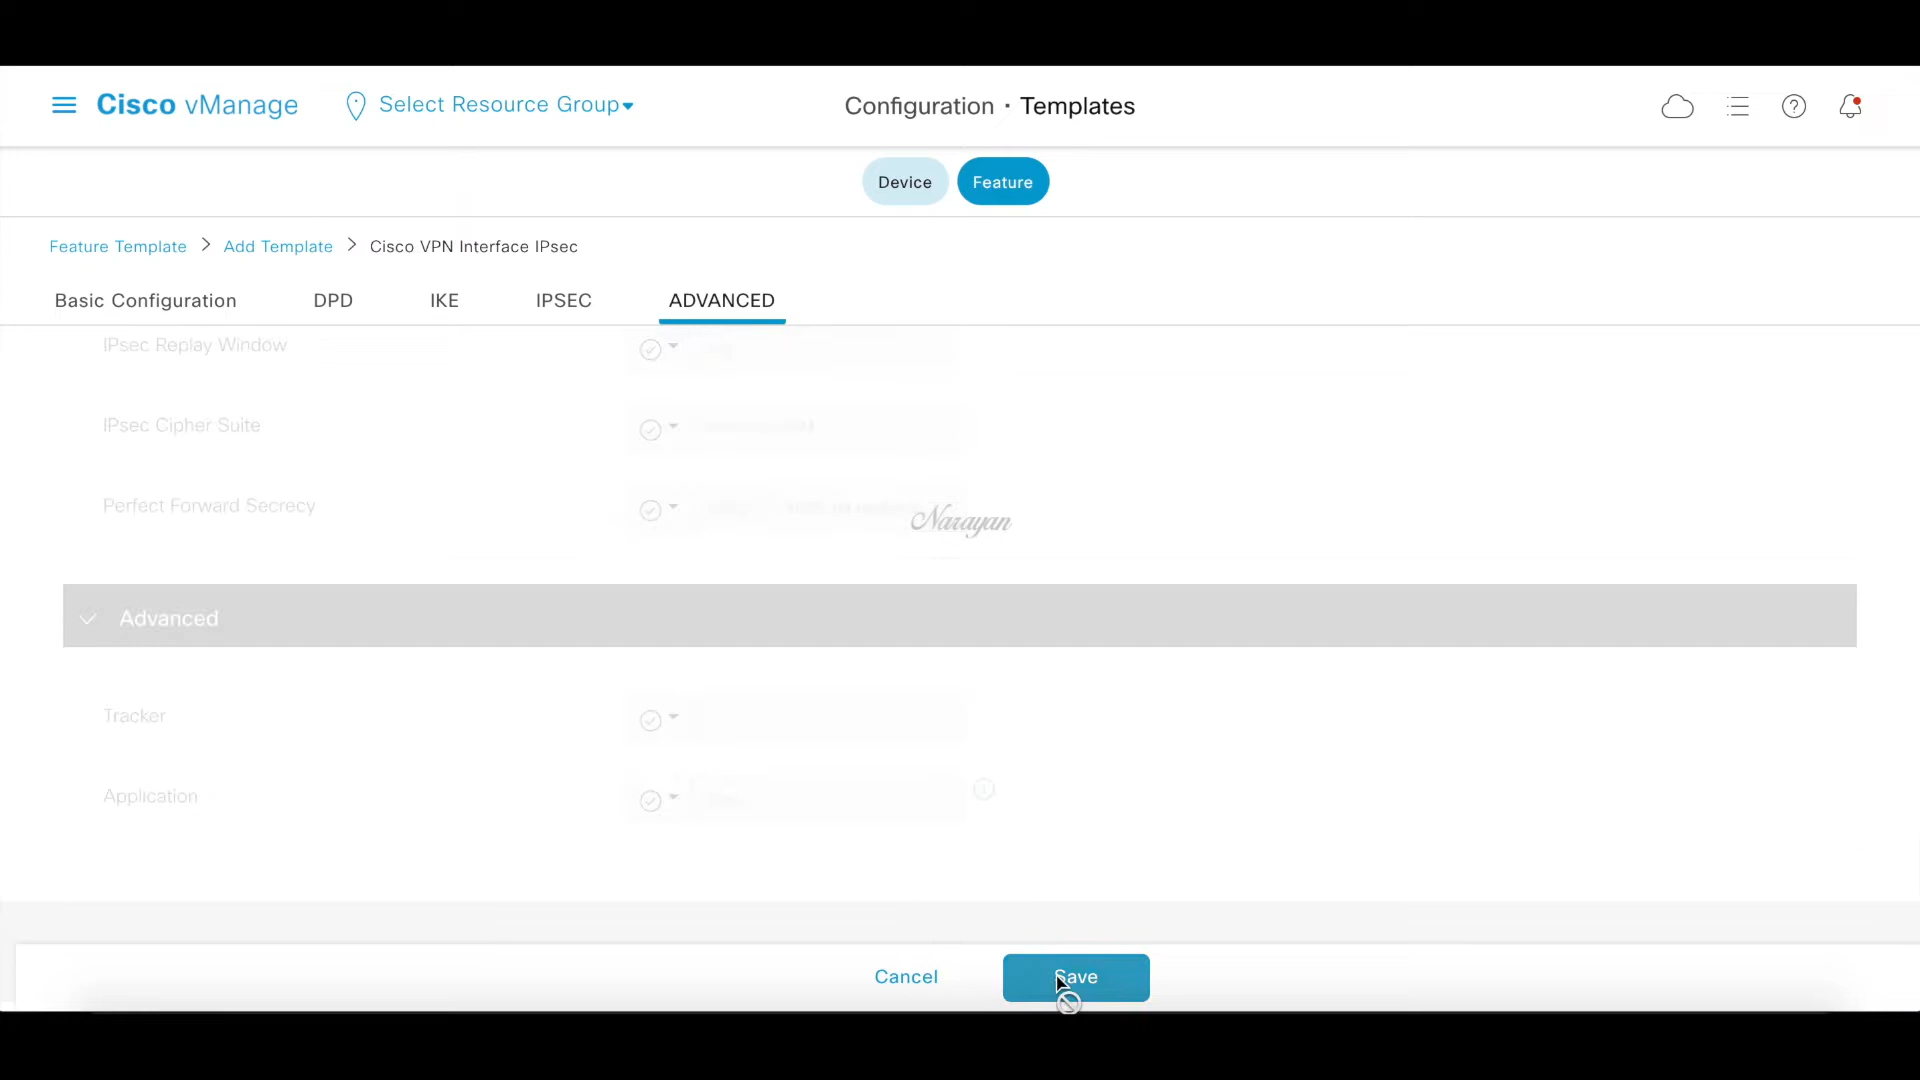 Cisco vManage
Select Resource Group
Configuration · Templates
Device
Feature
Feature Template > Add Template > Cisco VPN Interface IPsec
Basic Configuration
DPD
IKE
IPSEC
ADVANCED
IPsec Replay Window
IPsec Cipher Suite
Perfect Forward Secrecy
Narayan
Advanced
Tracker
Application
Cancel
Save